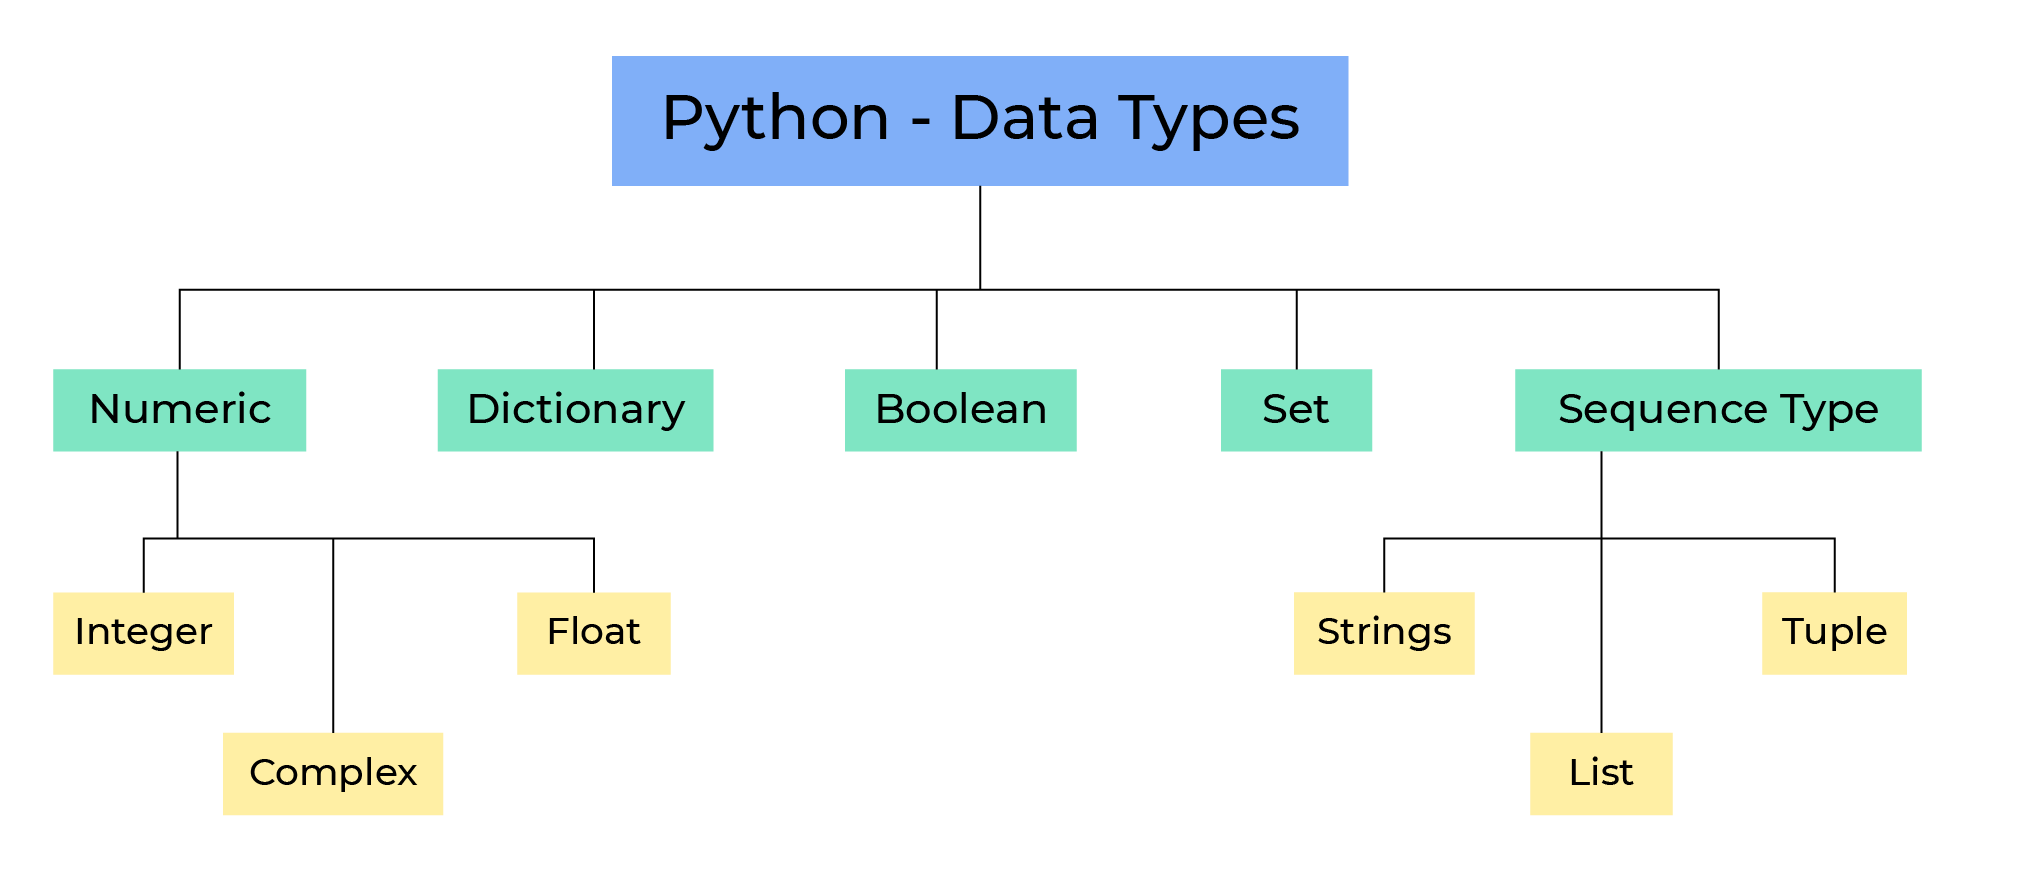 Python - Data Types
Numeric
Dictionary
Boolean
Set
Sequence Type
Integer
Float
Strings
Tuple
Complex
List